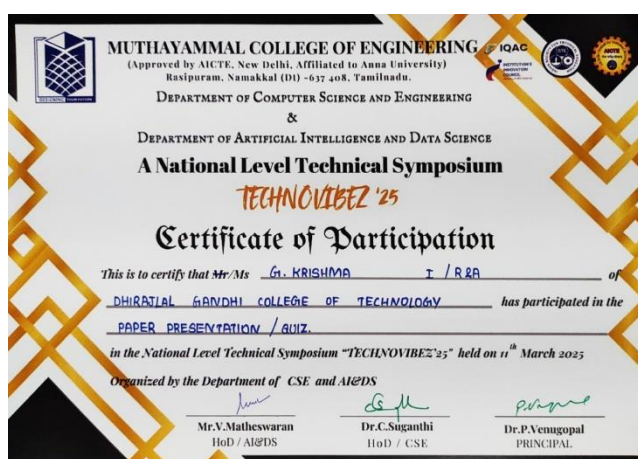 MUTHAYAMMAL COLLEGE OF ENGINEERING
IQAC
(Approved by AICTE, New Delhi, Affiliated to Anna University)
Rasipuram, Namakkal (Dt) -637 408, Tamilnadu.
INSTITUTION'S
INNOVATION
COUNCIL
AICTE
DEPARTMENT OF COMPUTER SCIENCE AND ENGINEERING
&
DEPARTMENT OF ARTIFICIAL INTELLIGENCE AND DATA SCIENCE
A National Level Technical Symposium
TECHNOVIBEZ '25
Certificate of Participation
This is to certify that Mr/Ms G. KRISHMA I / R&A of
DHIRAJLAL GANDHI COLLEGE OF TECHNOLOGY has participated in the
PAPER PRESENTATION / QUIZ.
in the National Level Technical Symposium "TECHNOVIBEZ'25" held on 11th March 2025
Organized by the Department of CSE and AI&DS
Mr.V.Matheswaran Dr.C.Suganthi Dr.P.Venugopal
HoD / AI&DS HoD / CSE PRINCIPAL